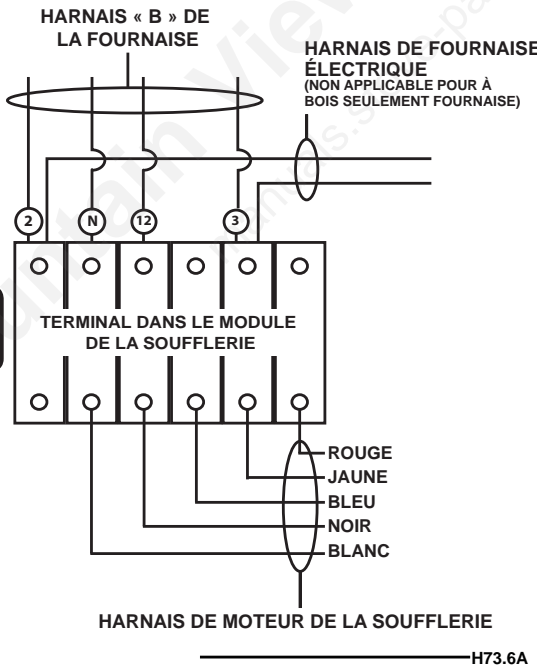 HARNAIS « B » DE
LA FOURNAISE
HARNAIS DE FOURNAISE
ÉLECTRIQUE
(NON APPLICABLE POUR À
BOIS SEULEMENT FOURNAISE)
2
N
12
3
TERMINAL DANS LE MODULE
DE LA SOUFFLERIE
ROUGE
JAUNE
BLEU
NOIR
BLANC
HARNAIS DE MOTEUR DE LA SOUFFLERIE
H73.6A